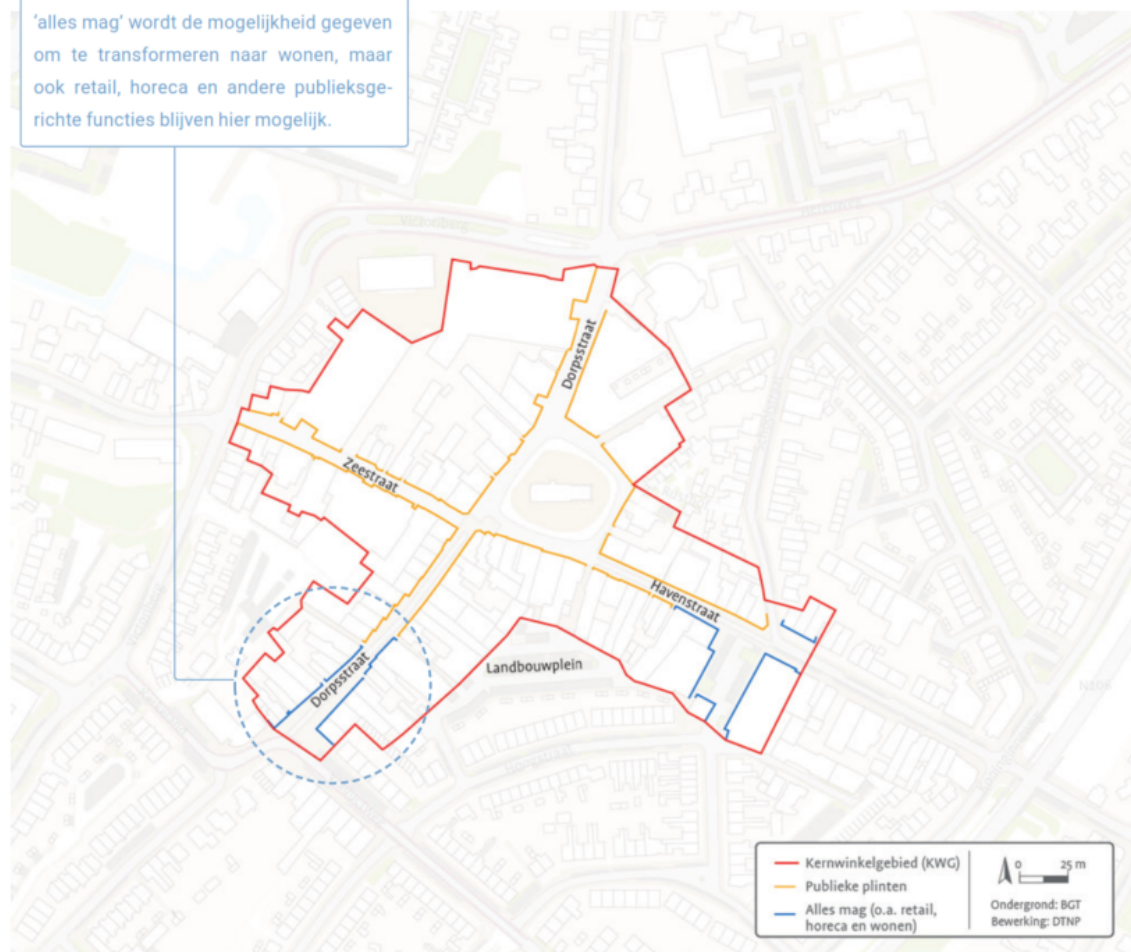 'alles mag' wordt de mogelijkheid gegeven
om te transformeren naar wonen, maar
ook retail, horeca en andere publieksge-
richte functies blijven hier mogelijk.
Dorpsstraat
Zeestraat
Havenstraat
Landbouwplein
Dorpsstraat
N206
Kernwinkelgebied (KWG)
Publieke plinten
Alles mag (o.a. retail,
horeca en wonen)
0 25 m
Ondergrond: BGT
Bewerking: DTNP